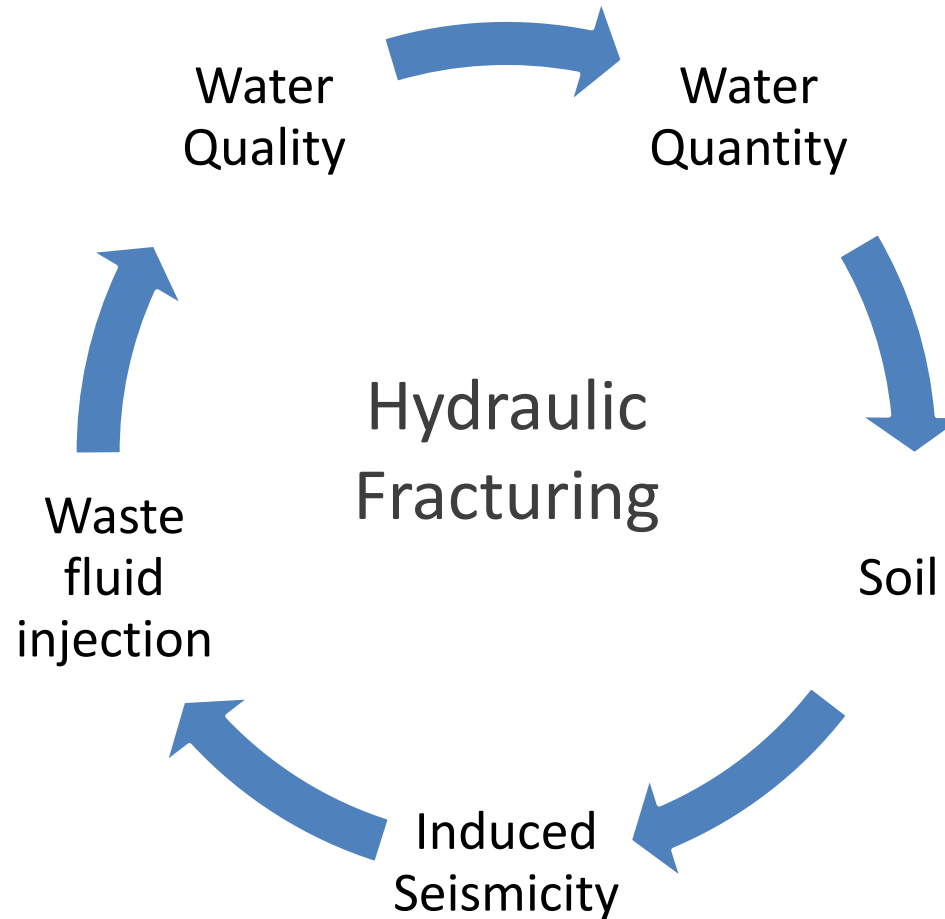 Water
Quality
Water
Quantity
Hydraulic
Fracturing
Waste
fluid
injection
Soil
Induced
Seismicity